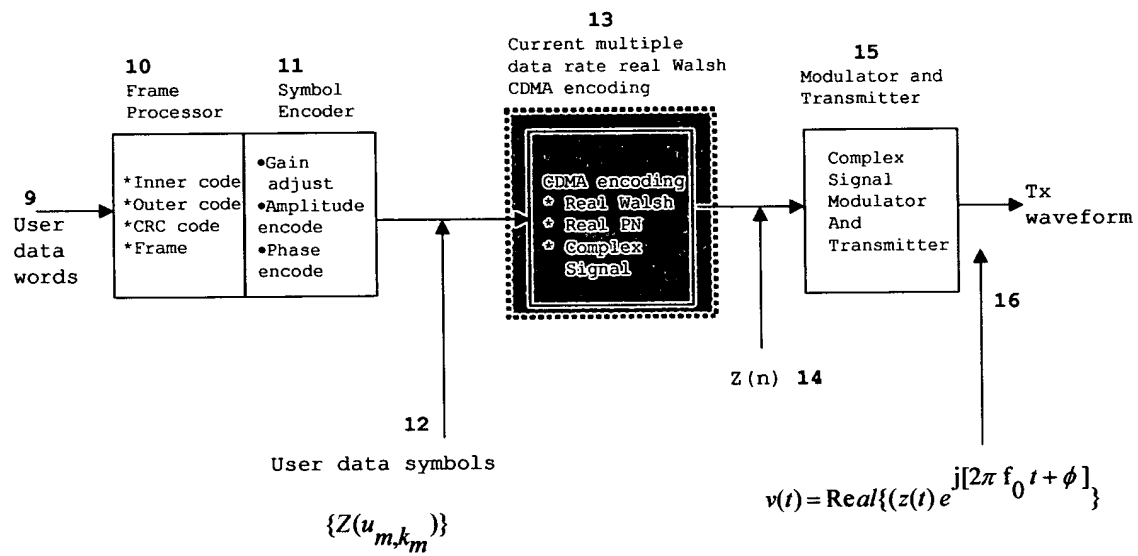 13
Current multiple
data rate real Walsh
CDMA encoding
15
Modulator and
Transmitter
10
Frame
Processor
11
Symbol
Encoder
9
User
data
words
*Inner code
*Outer code
*CRC code
*Frame
•Gain
adjust
•Amplitude
encode
•Phase
encode
CDMA encoding
* Real Walsh
* Real PN
* Complex
Signal
Complex
Signal
Modulator
And
Transmitter
Tx
waveform
16
Z(n) 14
12
User data symbols
{Z(u_{m,k_m})}
v(t) = Real{(z(t) e^{j[2π f_0 t + ϕ]}}